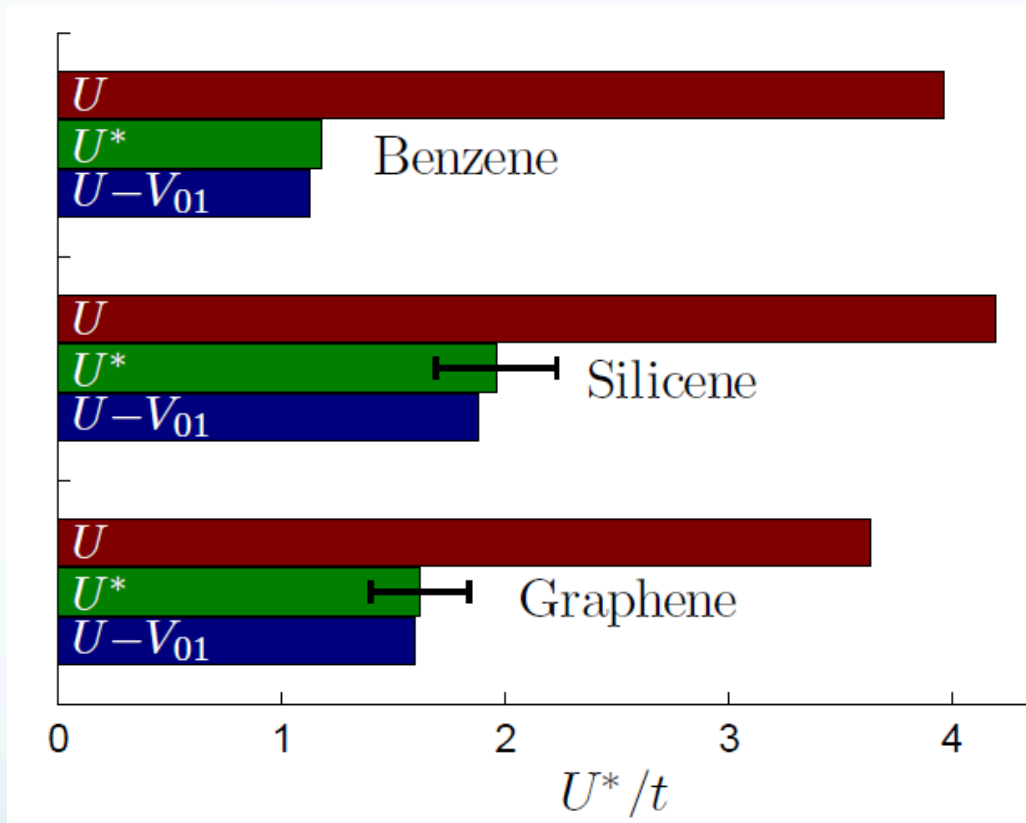 U
U*
Benzene
U−V₀₁
U
U*
Silicene
U−V₀₁
U
U*
Graphene
U−V₀₁
0 1 2 3 4
U*/t